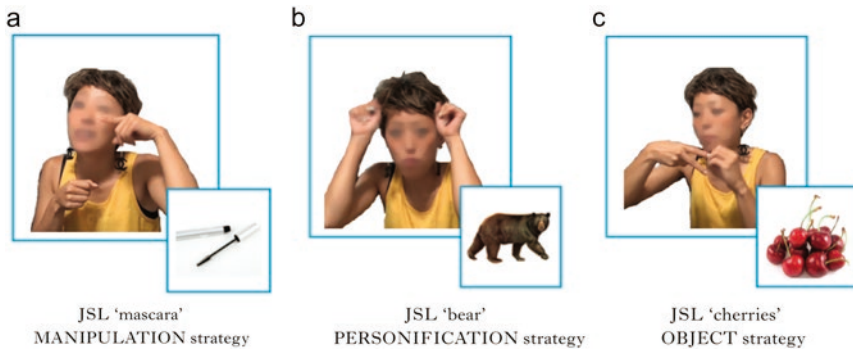 a
b
c
JSL ‘mascara’
MANIPULATION strategy
JSL ‘bear’
PERSONIFICATION strategy
JSL ‘cherries’
OBJECT strategy